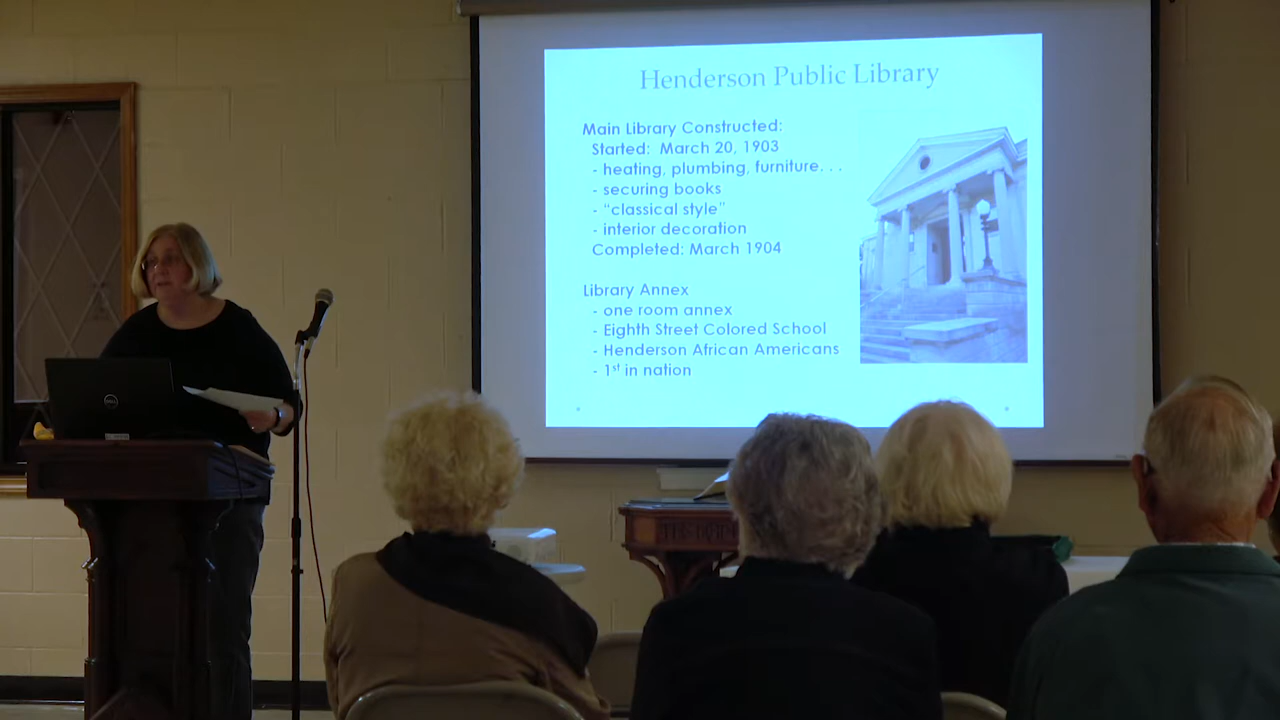 Henderson Public Library
Main Library Constructed:
Started: March 20, 1903
- heating, plumbing, furniture. . .
- securing books
- "classical style"
- interior decoration
Completed: March 1904
Library Annex
- one room annex
- Eighth Street Colored School
- Henderson African Americans
- 1st in nation
DELL